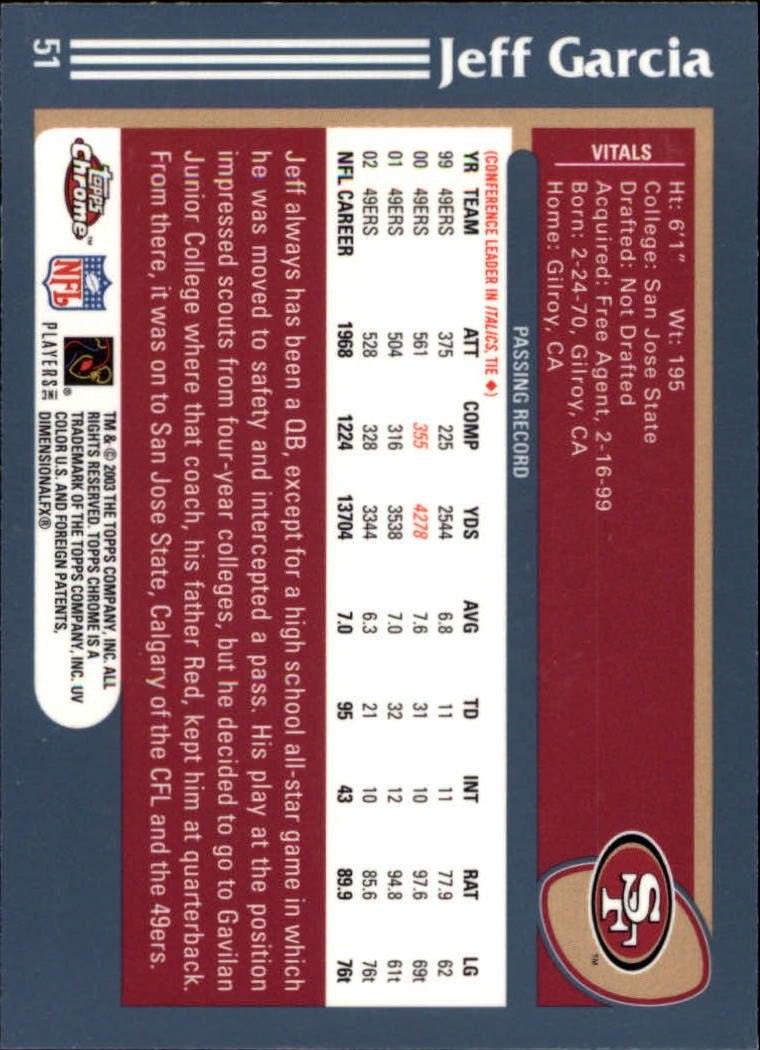 Jeff Garcia
51
VITALS
Ht: 6'1" Wt: 195
College: San Jose State
Drafted: Not Drafted
Acquired: Free Agent, 2-16-99
Born: 2-24-70, Gilroy, CA
Home: Gilroy, CA
SF
TM
PASSING RECORD
(CONFERENCE LEADER IN ITALICS, TIE ♦)
YR TEAM ATT COMP YDS AVG TD INT RAT LG
99 49ERS 375 225 2544 6.8 11 11 77.9 62
00 49ERS 561 355 4278 7.6 31 10 97.6 69t
01 49ERS 504 316 3538 7.0 32 12 94.8 61t
02 49ERS 528 328 3344 6.3 21 10 85.6 76t
NFL CAREER 1968 1224 13704 7.0 95 43 89.9 76t
Jeff always has been a QB, except for a high school all-star game in which
he was moved to safety and intercepted a pass. His play at the position
impressed scouts from four-year colleges, but he decided to go to Gavilan
Junior College where that coach, his father Red, kept him at quarterback.
From there, it was on to San Jose State, Calgary of the CFL and the 49ers.
topps Chrome™
NFL
PLAYERS
®
TM & © 2003 THE TOPPS COMPANY, INC. ALL
RIGHTS RESERVED. TOPPS CHROME IS A
TRADEMARK OF THE TOPPS COMPANY, INC. UV
COLOR U.S. AND FOREIGN PATENTS,
DIMENSIONALFX®